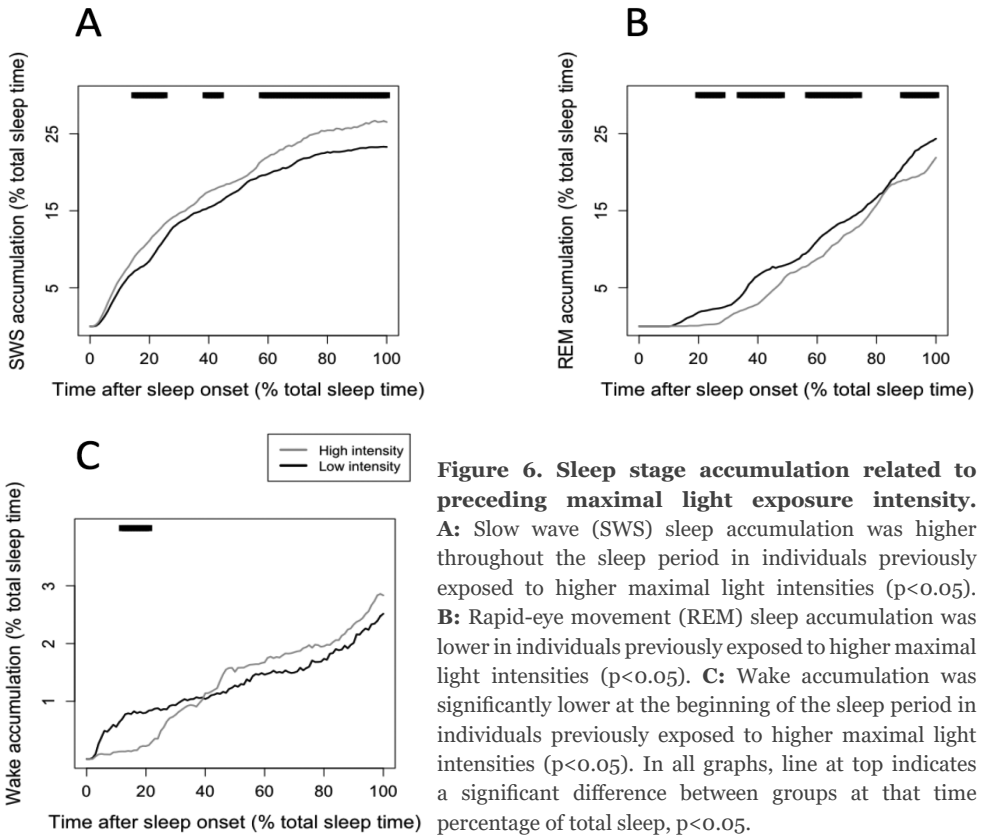 A
SWS accumulation (% total sleep time)
25
15
5
0 20 40 60 80 100
Time after sleep onset (% total sleep time)
B
REM accumulation (% total sleep time)
25
15
5
0 20 40 60 80 100
Time after sleep onset (% total sleep time)
C
High intensity
Low intensity
Wake accumulation (% total sleep time)
3
2
1
0 20 40 60 80 100
Time after sleep onset (% total sleep time)
Figure 6. Sleep stage accumulation related to
preceding maximal light exposure intensity.
A: Slow wave (SWS) sleep accumulation was higher
throughout the sleep period in individuals previously
exposed to higher maximal light intensities (p<0.05).
B: Rapid-eye movement (REM) sleep accumulation was
lower in individuals previously exposed to higher maximal
light intensities (p<0.05). C: Wake accumulation was
significantly lower at the beginning of the sleep period in
individuals previously exposed to higher maximal light
intensities (p<0.05). In all graphs, line at top indicates
a significant difference between groups at that time
percentage of total sleep, p<0.05.